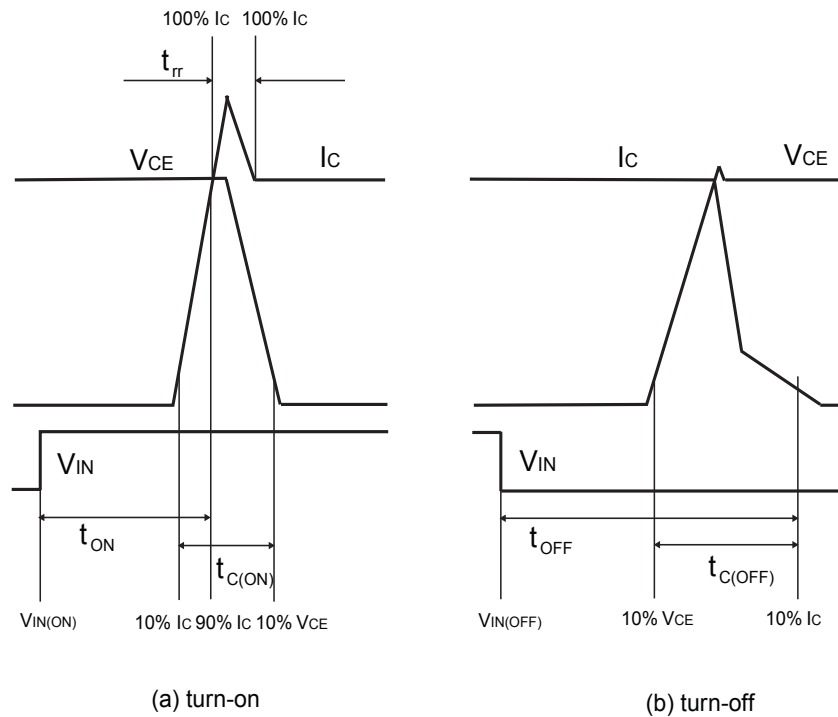 100% IC 100% IC
trr
VCE IC
IC VCE
VIN
VIN
tON
tOFF
tC(ON)
tC(OFF)
VIN(ON)
10% IC 90% IC 10% VCE
VIN(OFF)
10% VCE
10% IC
(a) turn-on
(b) turn-off